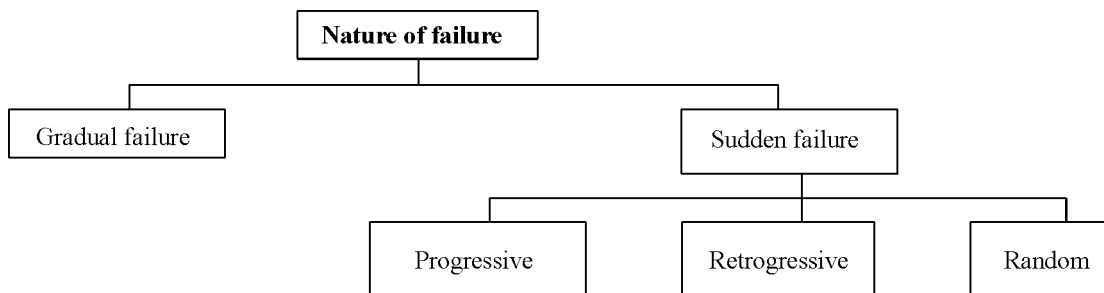 Nature of failure
Gradual failure
Sudden failure
Progressive
Retrogressive
Random